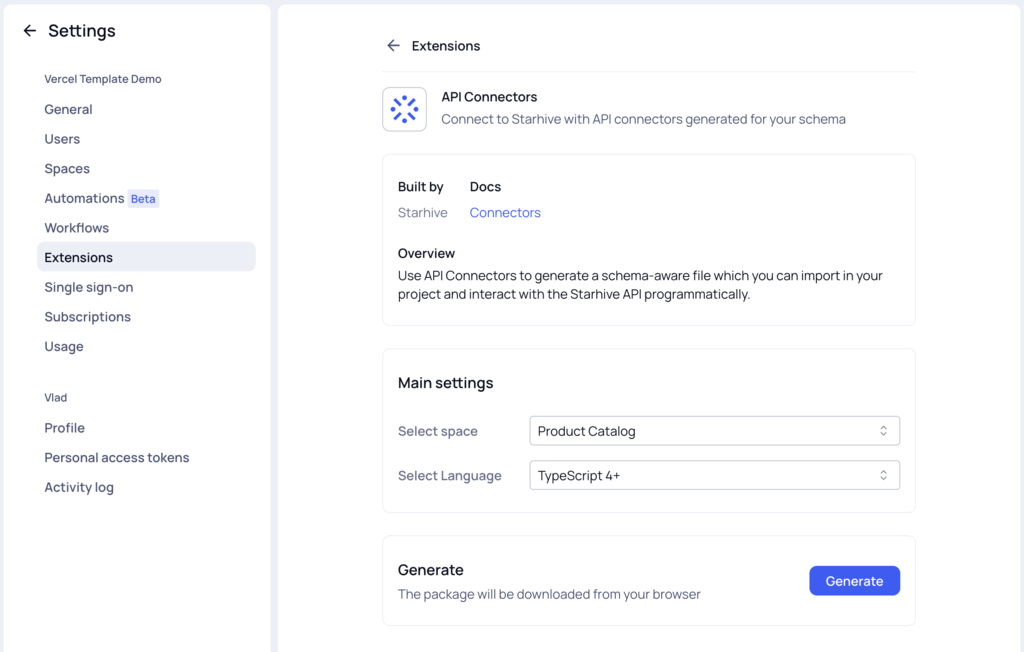 Settings
Vercel Template Demo
General
Users
Spaces
Automations Beta
Workflows
Extensions
Single sign-on
Subscriptions
Usage
Vlad
Profile
Personal access tokens
Activity log
Extensions
API Connectors
Connect to Starhive with API connectors generated for your schema
Built by Docs
Starhive Connectors
Overview
Use API Connectors to generate a schema-aware file which you can import in your
project and interact with the Starhive API programmatically.
Main settings
Select space Product Catalog
Select Language TypeScript 4+
Generate
The package will be downloaded from your browser
Generate